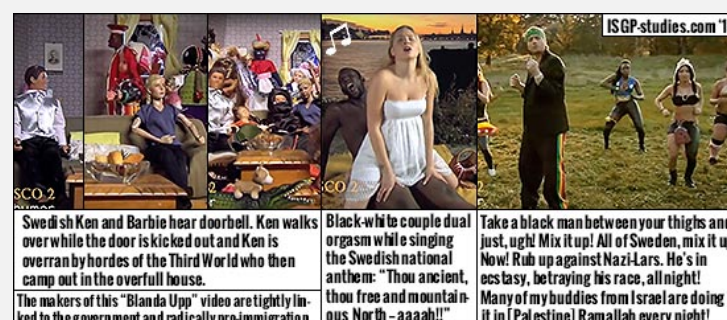 ISGP-studies.com '1
SCO 2
CO 2
Swedish Ken and Barbie hear doorbell. Ken walks
over while the door is kicked out and Ken is
overran by hordes of the Third World who then
camp out in the overfull house.
The makers of this "Blanda Upp" video are tightly lin-
ked to the government and radically pro-immigration.
Black-white couple dual
orgasm while singing
the Swedish national
anthem: "Thou ancient,
thou free and mountain-
ous North - aaaah!!"
Take a black man between your thighs and
just, ugh! Mix it up! All of Sweden, mix it u
Now! Rub up against Nazi-Lars. He's in
ecstasy, betraying his race, all night!
Many of my buddies from Israel are doing
it in [Palestine] Ramallah every night!